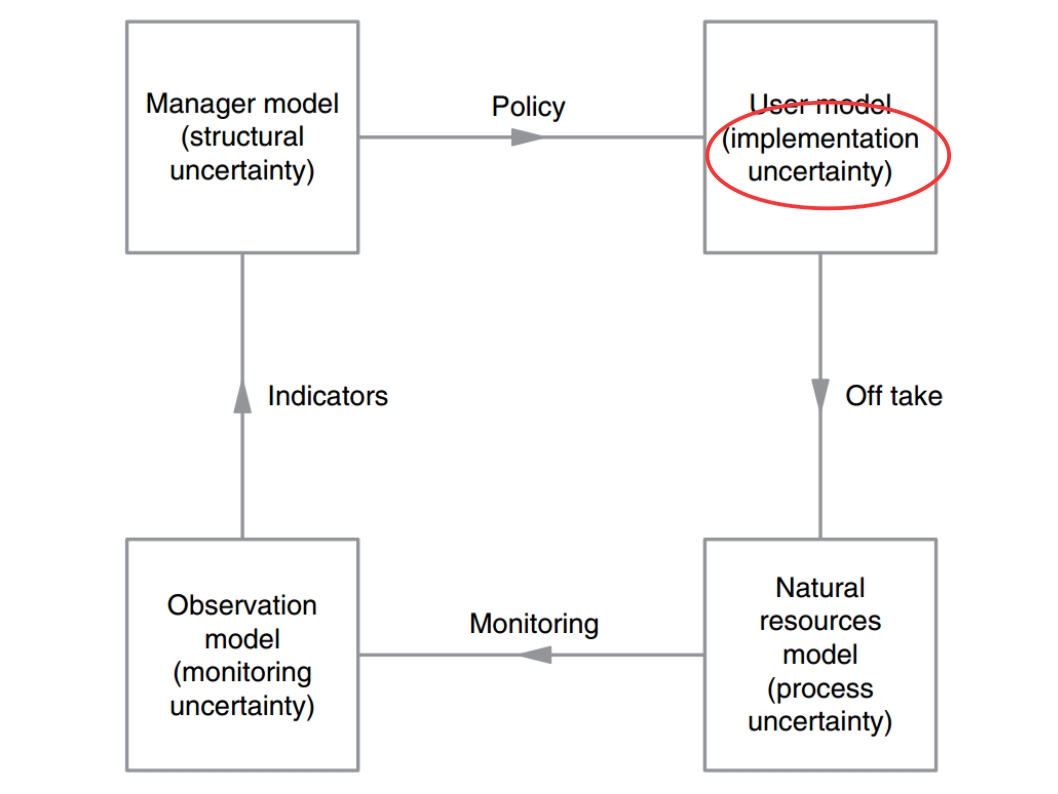 Manager model
(structural
uncertainty)
Policy
User model
(implementation
uncertainty)
Indicators
Off take
Observation
model
(monitoring
uncertainty)
Monitoring
Natural
resources
model
(process
uncertainty)